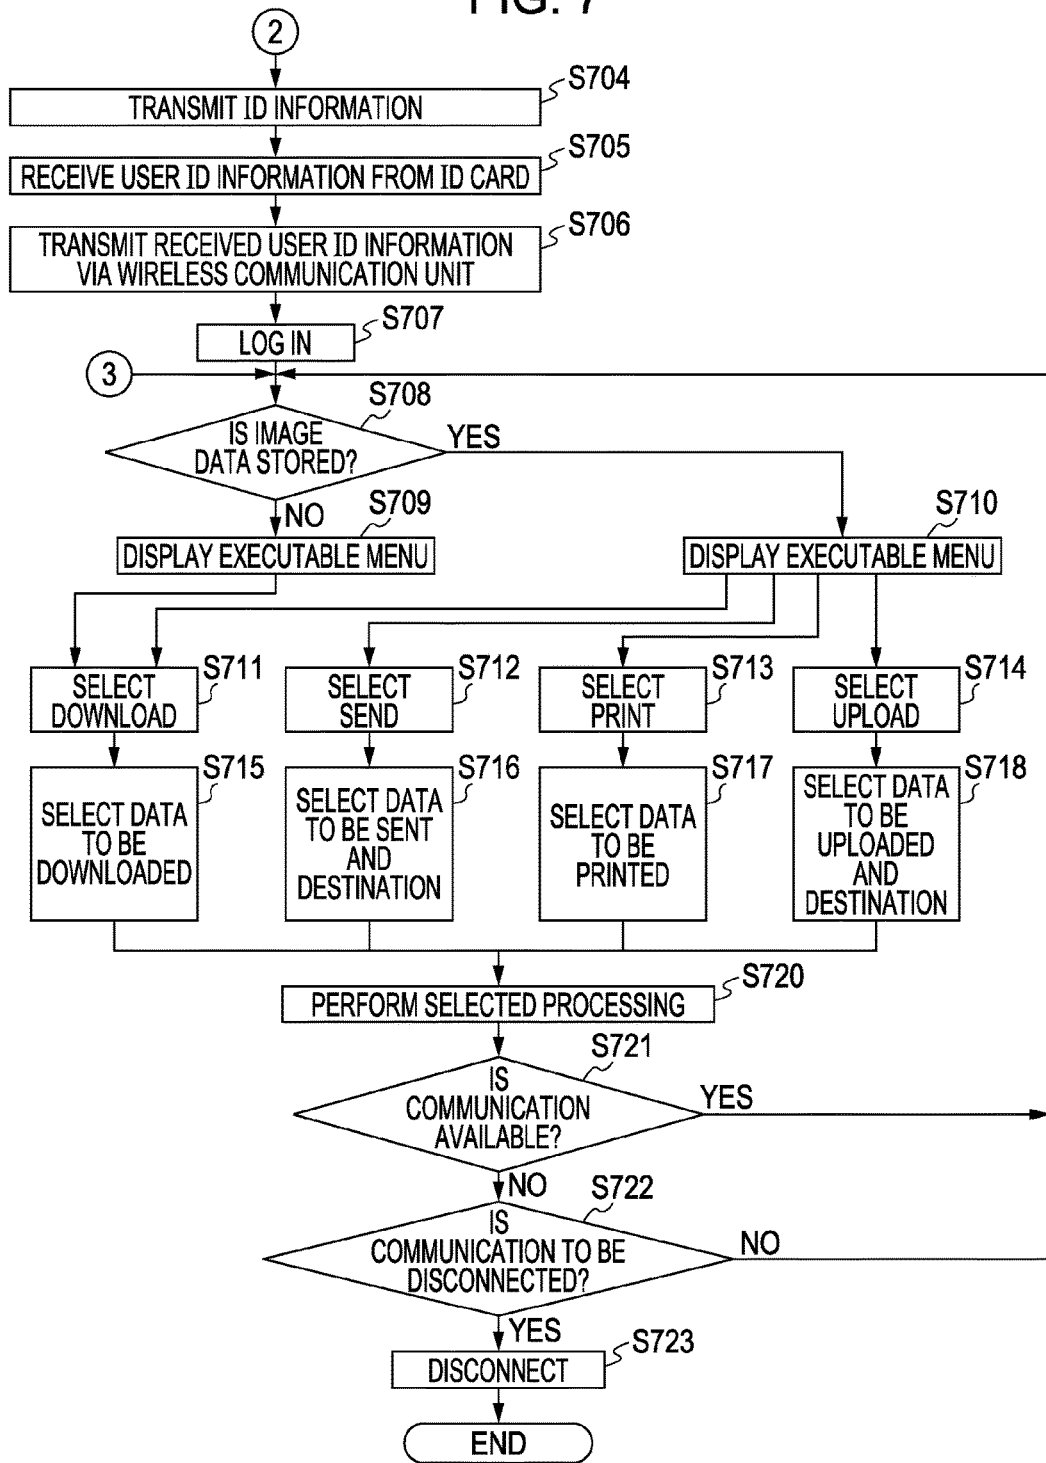 FIG. 7
2
S704
TRANSMIT ID INFORMATION
S705
RECEIVE USER ID INFORMATION FROM ID CARD
S706
TRANSMIT RECEIVED USER ID INFORMATION
VIA WIRELESS COMMUNICATION UNIT
S707
LOG IN
3
S708
IS IMAGE
DATA STORED?
YES
NO
S709
DISPLAY EXECUTABLE MENU
S710
DISPLAY EXECUTABLE MENU
S711
SELECT
DOWNLOAD
S712
SELECT
SEND
S713
SELECT
PRINT
S714
SELECT
UPLOAD
S715
SELECT DATA
TO BE
DOWNLOADED
S716
SELECT DATA
TO BE SENT
AND
DESTINATION
S717
SELECT DATA
TO BE
PRINTED
S718
SELECT DATA
TO BE
UPLOADED
AND
DESTINATION
S720
PERFORM SELECTED PROCESSING
S721
IS
COMMUNICATION
AVAILABLE?
YES
NO
S722
IS
COMMUNICATION TO BE
DISCONNECTED?
NO
YES
S723
DISCONNECT
END